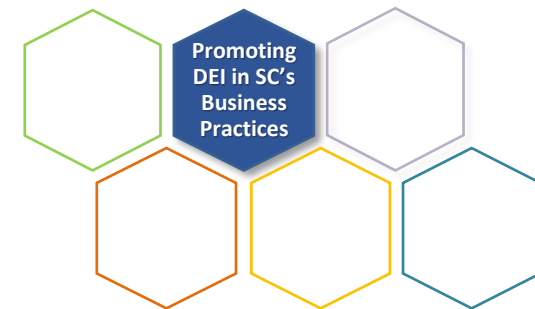 Promoting
DEI in SC’s
Business
Practices